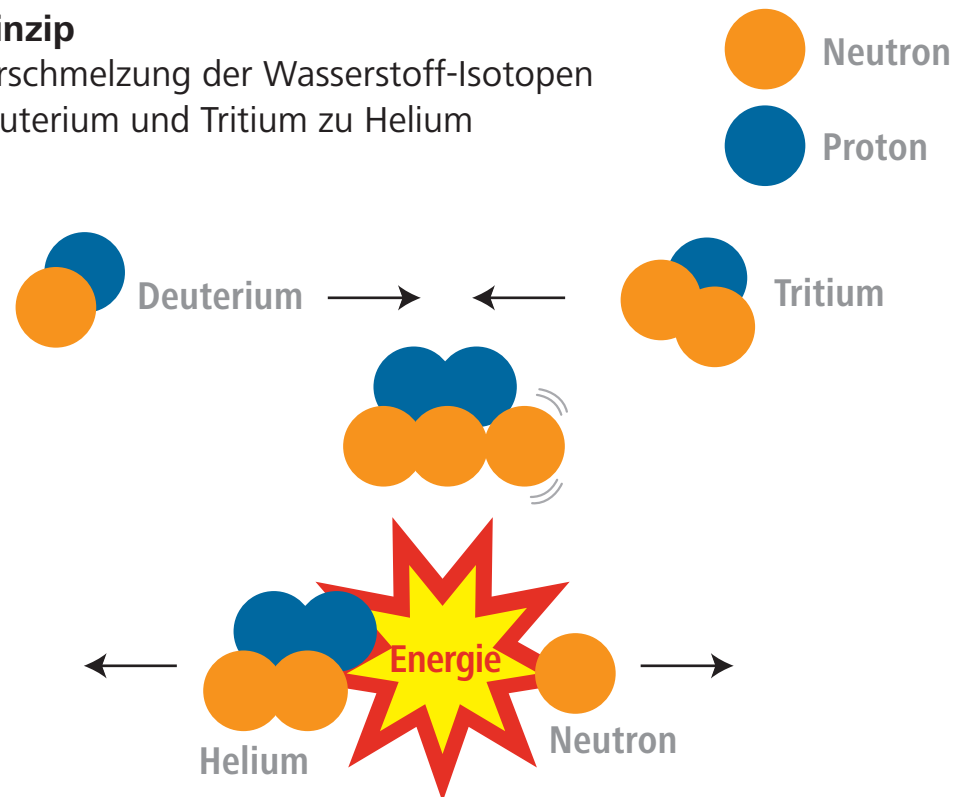 inzip
rschmelzung der Wasserstoff-Isotopen
uterium und Tritium zu Helium
Neutron
Proton
Deuterium
Tritium
Energie
Neutron
Helium